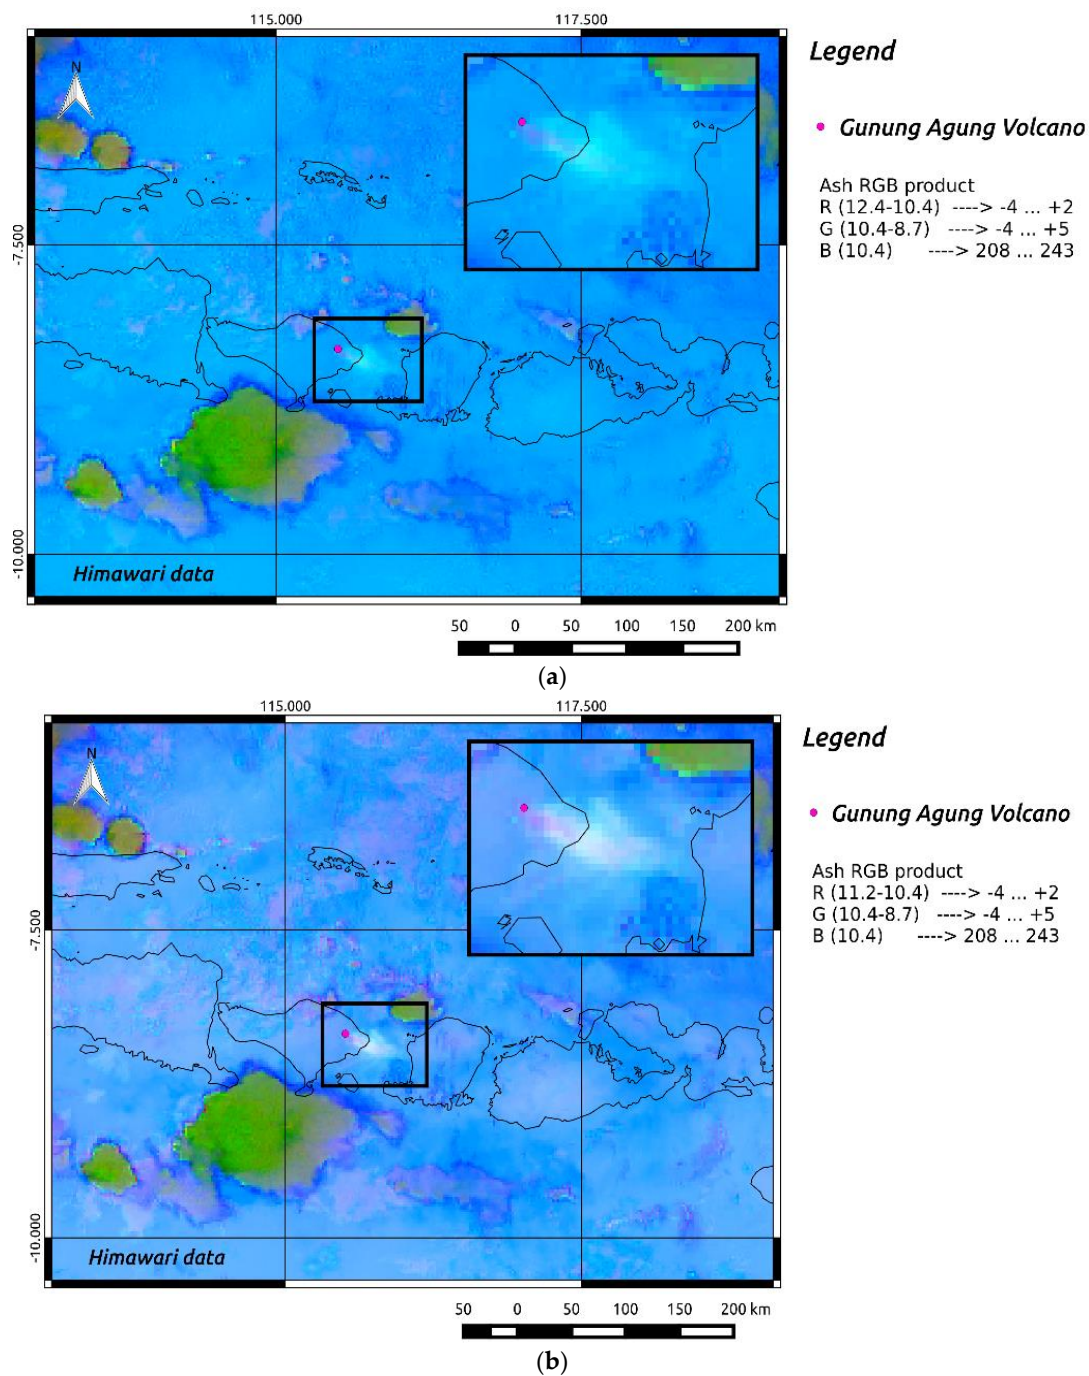 115.000 117.500
Legend
N
Gunung Agung Volcano
Ash RGB product
R (12.4-10.4) ----> -4 ... +2
G (10.4-8.7) ----> -4 ... +5
B (10.4) ----> 208 ... 243
-7.500
-10.000
Himawari data
50 0 50 100 150 200 km
(a)
115.000 117.500
Legend
N
Gunung Agung Volcano
Ash RGB product
R (11.2-10.4) ----> -4 ... +2
G (10.4-8.7) ----> -4 ... +5
B (10.4) ----> 208 ... 243
-7.500
-10.000
Himawari data
50 0 50 100 150 200 km
(b)